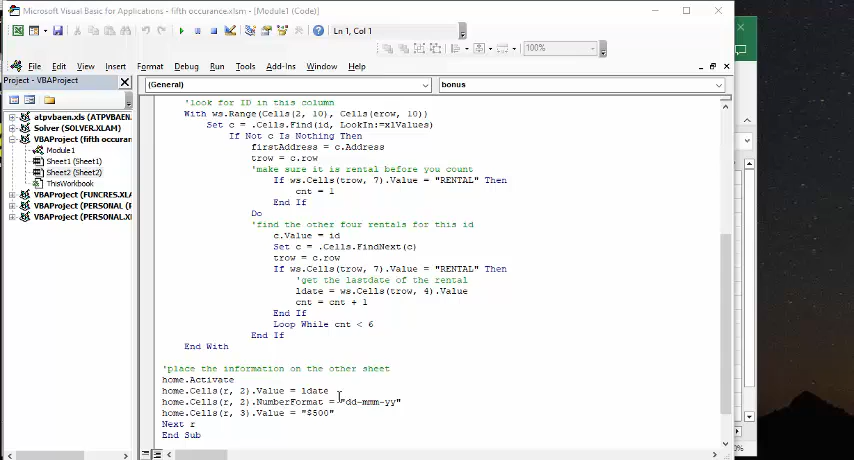 Microsoft Visual Basic for Applications - fifth occurance.xlsm - [Module1 (Code)]
Ln 1, Col 1
100%
File Edit View Insert Format Debug Run Tools Add-Ins Window Help
Project - VBAProject
(General)
bonus
atpvbaen.xls (ATPVBAEN.
Solver (SOLVER.XLAM)
VBAProject (fifth occuran
Module1
Sheet1 (Sheet1)
Sheet2 (Sheet2)
ThisWorkbook
VBAProject (FUNCRES.XLA
VBAProject (PERSONAL (F
VBAProject (PERSONAL.XL
'look for ID in this column
With ws.Range(Cells(2, 10), Cells(erow, 10))
Set c = .Cells.Find(id, LookIn:=xlValues)
If Not c Is Nothing Then
firstAddress = c.Address
trow = c.row
'make sure it is rental before you count
If ws.Cells(trow, 7).Value = "RENTAL" Then
cnt = 1
End If
Do
'find the other four rentals for this id
c.Value = id
Set c = .Cells.FindNext(c)
trow = c.row
If ws.Cells(trow, 7).Value = "RENTAL" Then
'get the lastdate of the rental
ldate = ws.Cells(trow, 4).Value
cnt = cnt + 1
End If
Loop While cnt < 6
End If
End With
'place the information on the other sheet
home.Activate
home.Cells(r, 2).Value = ldate
home.Cells(r, 2).NumberFormat = "dd-mmm-yy"
home.Cells(r, 3).Value = "$500"
Next r
End Sub